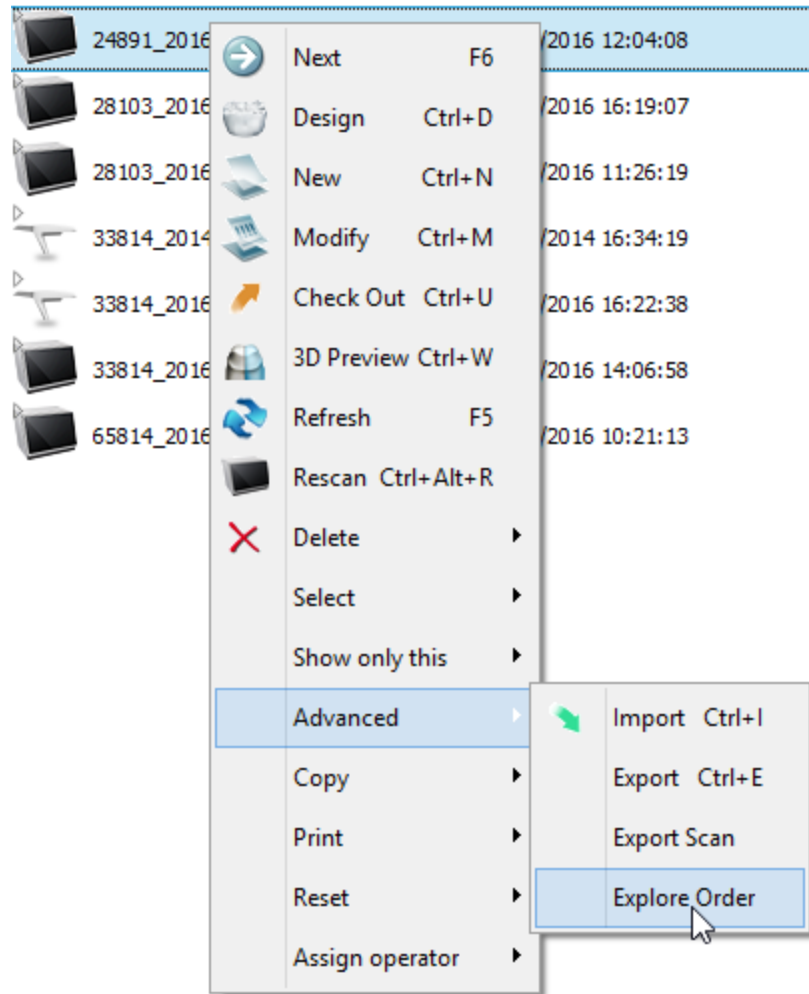 24891_2016
/2016 12:04:08
28103_2016
/2016 16:19:07
28103_2016
/2016 11:26:19
33814_2014
/2014 16:34:19
33814_2016
/2016 16:22:38
33814_2016
/2016 14:06:58
65814_2016
/2016 10:21:13
Next F6
Design Ctrl+D
New Ctrl+N
Modify Ctrl+M
Check Out Ctrl+U
3D Preview Ctrl+W
Refresh F5
Rescan Ctrl+Alt+R
Delete
Select
Show only this
Advanced
Copy
Print
Reset
Assign operator
Import Ctrl+I
Export Ctrl+E
Export Scan
Explore Order